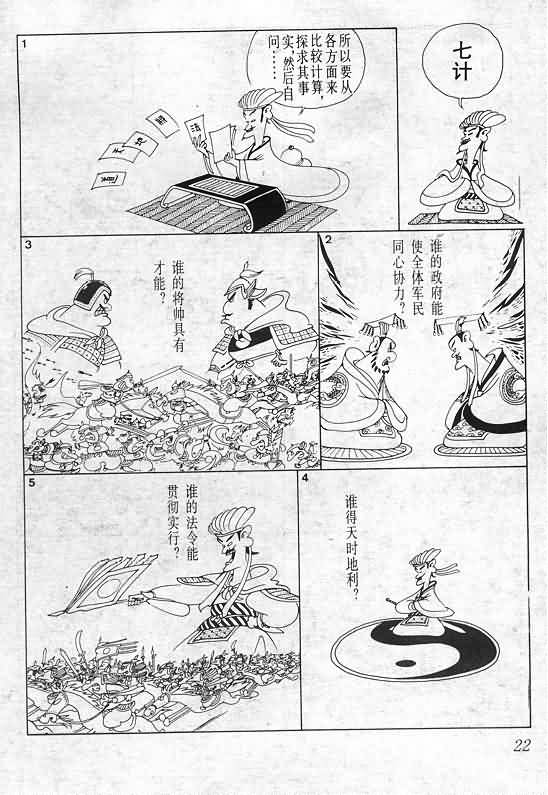 七计
1
所以要从
各方面来
比较计算,
探求其事
实,然后自
问……
法
2
谁的政府能
使全体军民
同心协力?
3
谁的将帅具有
才能?
4
谁得天时地利?
5
谁的法令能
贯彻实行?
22